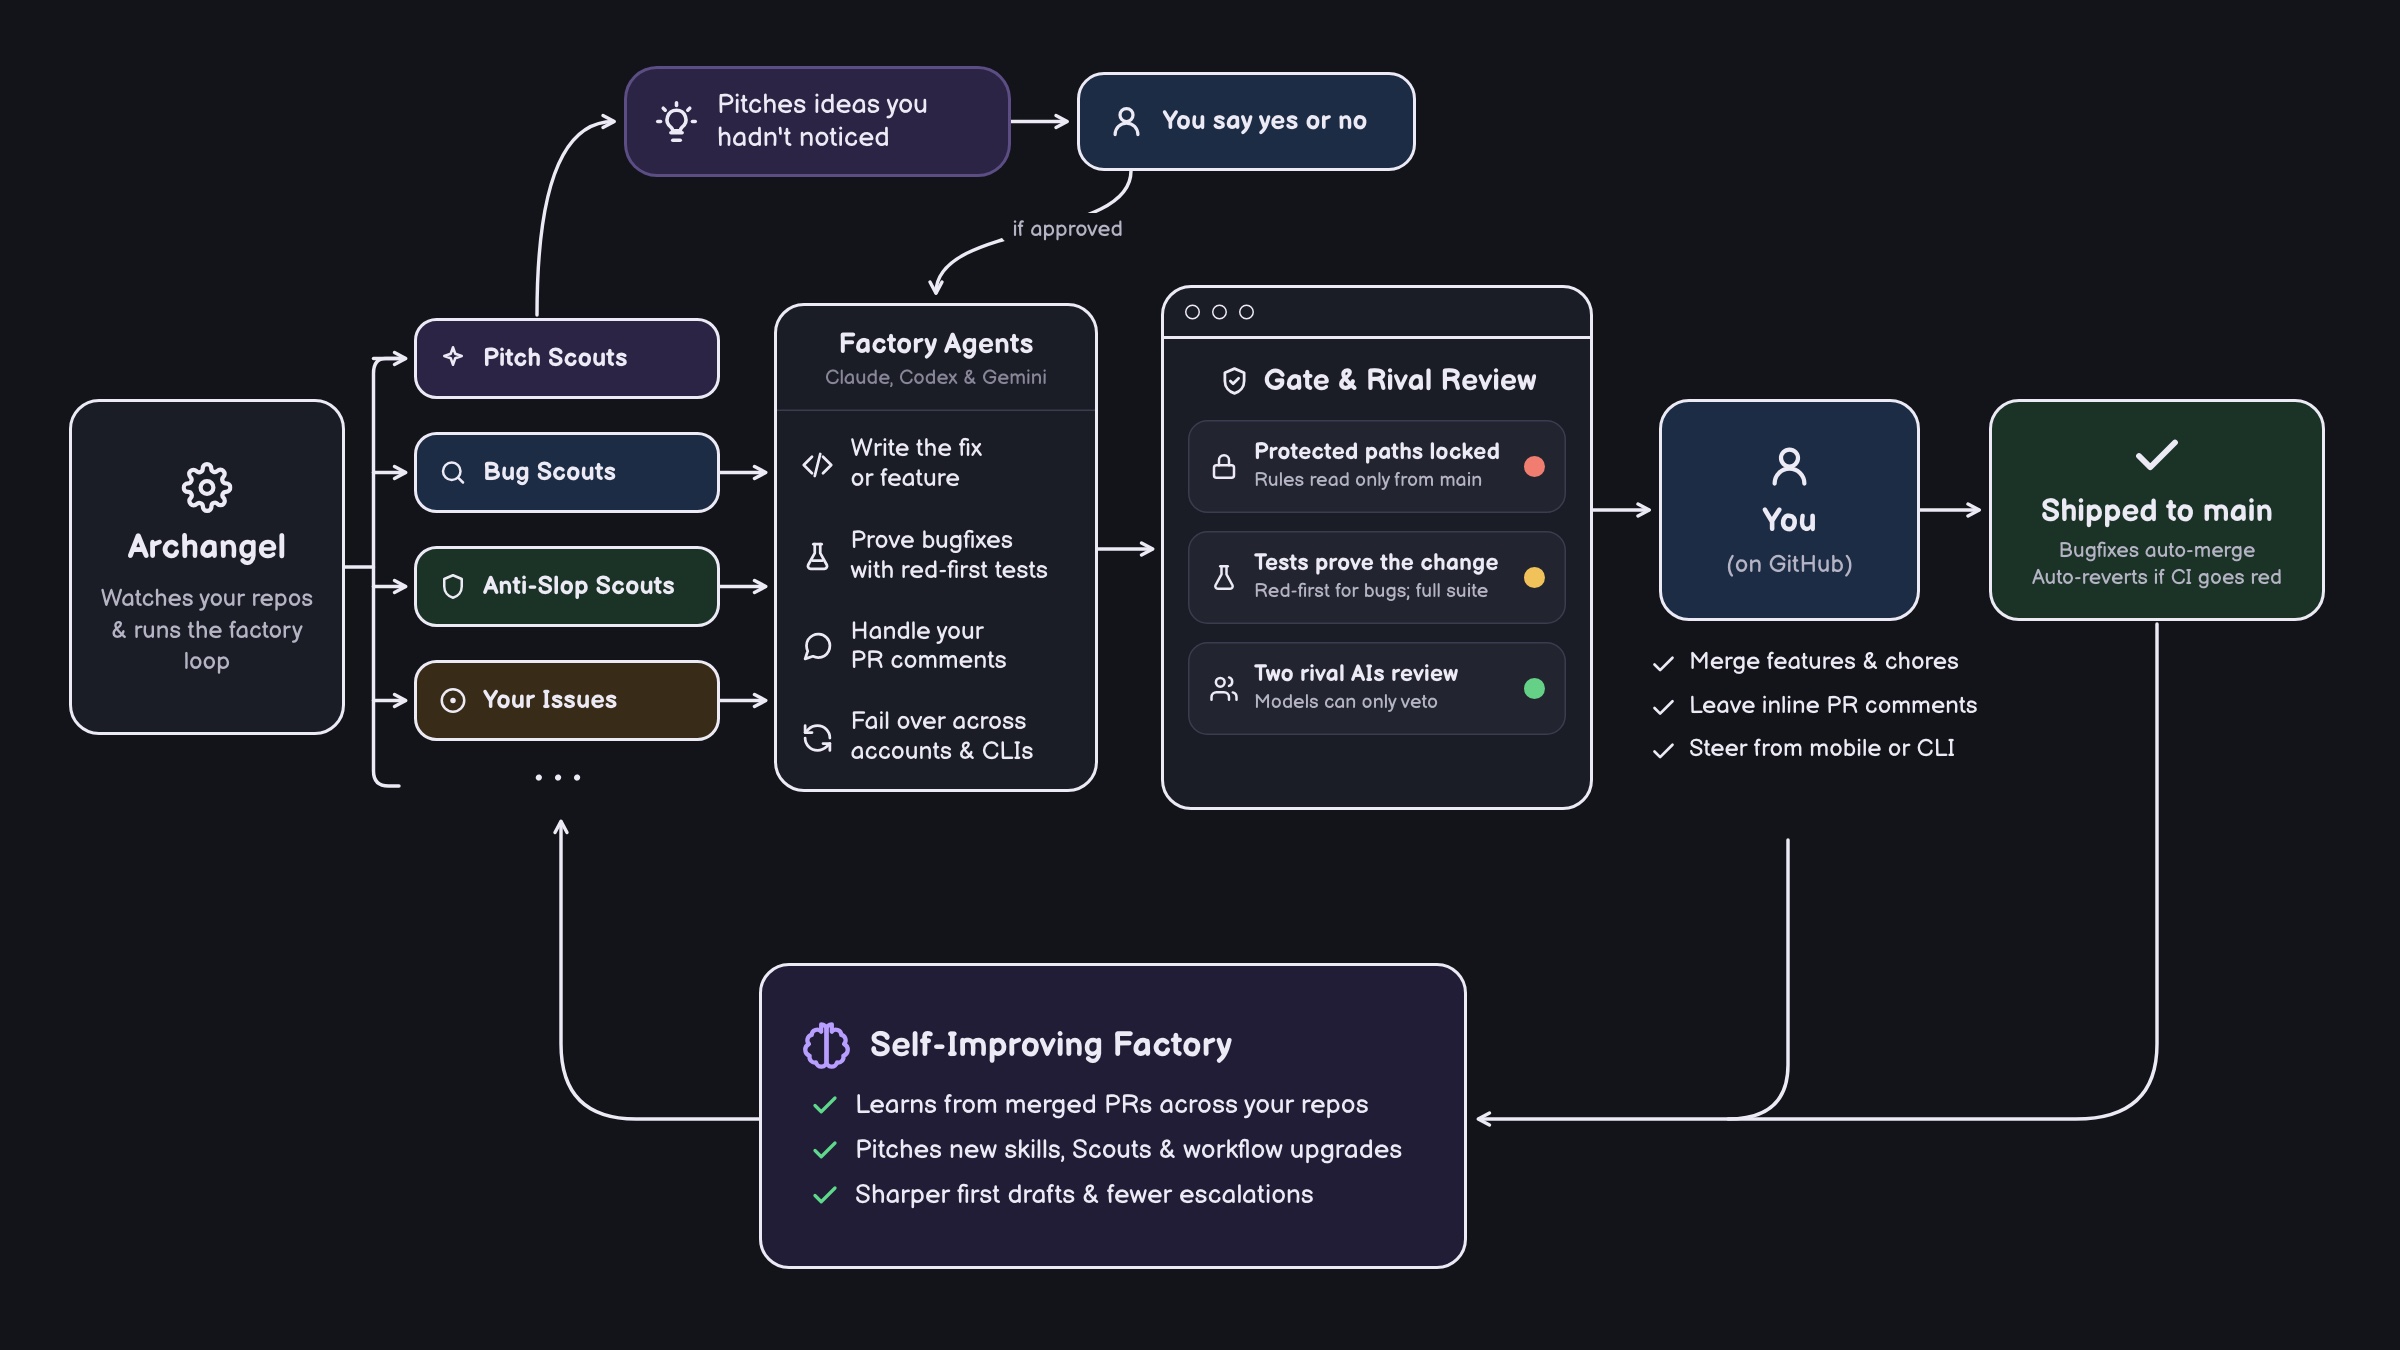 Pitches ideas you
hadn't noticed
You say yes or no
if approved
Archangel
Watches your repos
& runs the factory
loop
Pitch Scouts
Bug Scouts
Anti-Slop Scouts
Your Issues
...
Factory Agents
Claude, Codex & Gemini
Write the fix
or feature
Prove bugfixes
with red-first tests
Handle your
PR comments
Fail over across
accounts & CLIs
Gate & Rival Review
Protected paths locked
Rules read only from main
Tests prove the change
Red-first for bugs; full suite
Two rival AIs review
Models can only veto
You
(on GitHub)
Merge features & chores
Leave inline PR comments
Steer from mobile or CLI
Shipped to main
Bugfixes auto-merge
Auto-reverts if CI goes red
Self-Improving Factory
Learns from merged PRs across your repos
Pitches new skills, Scouts & workflow upgrades
Sharper first drafts & fewer escalations